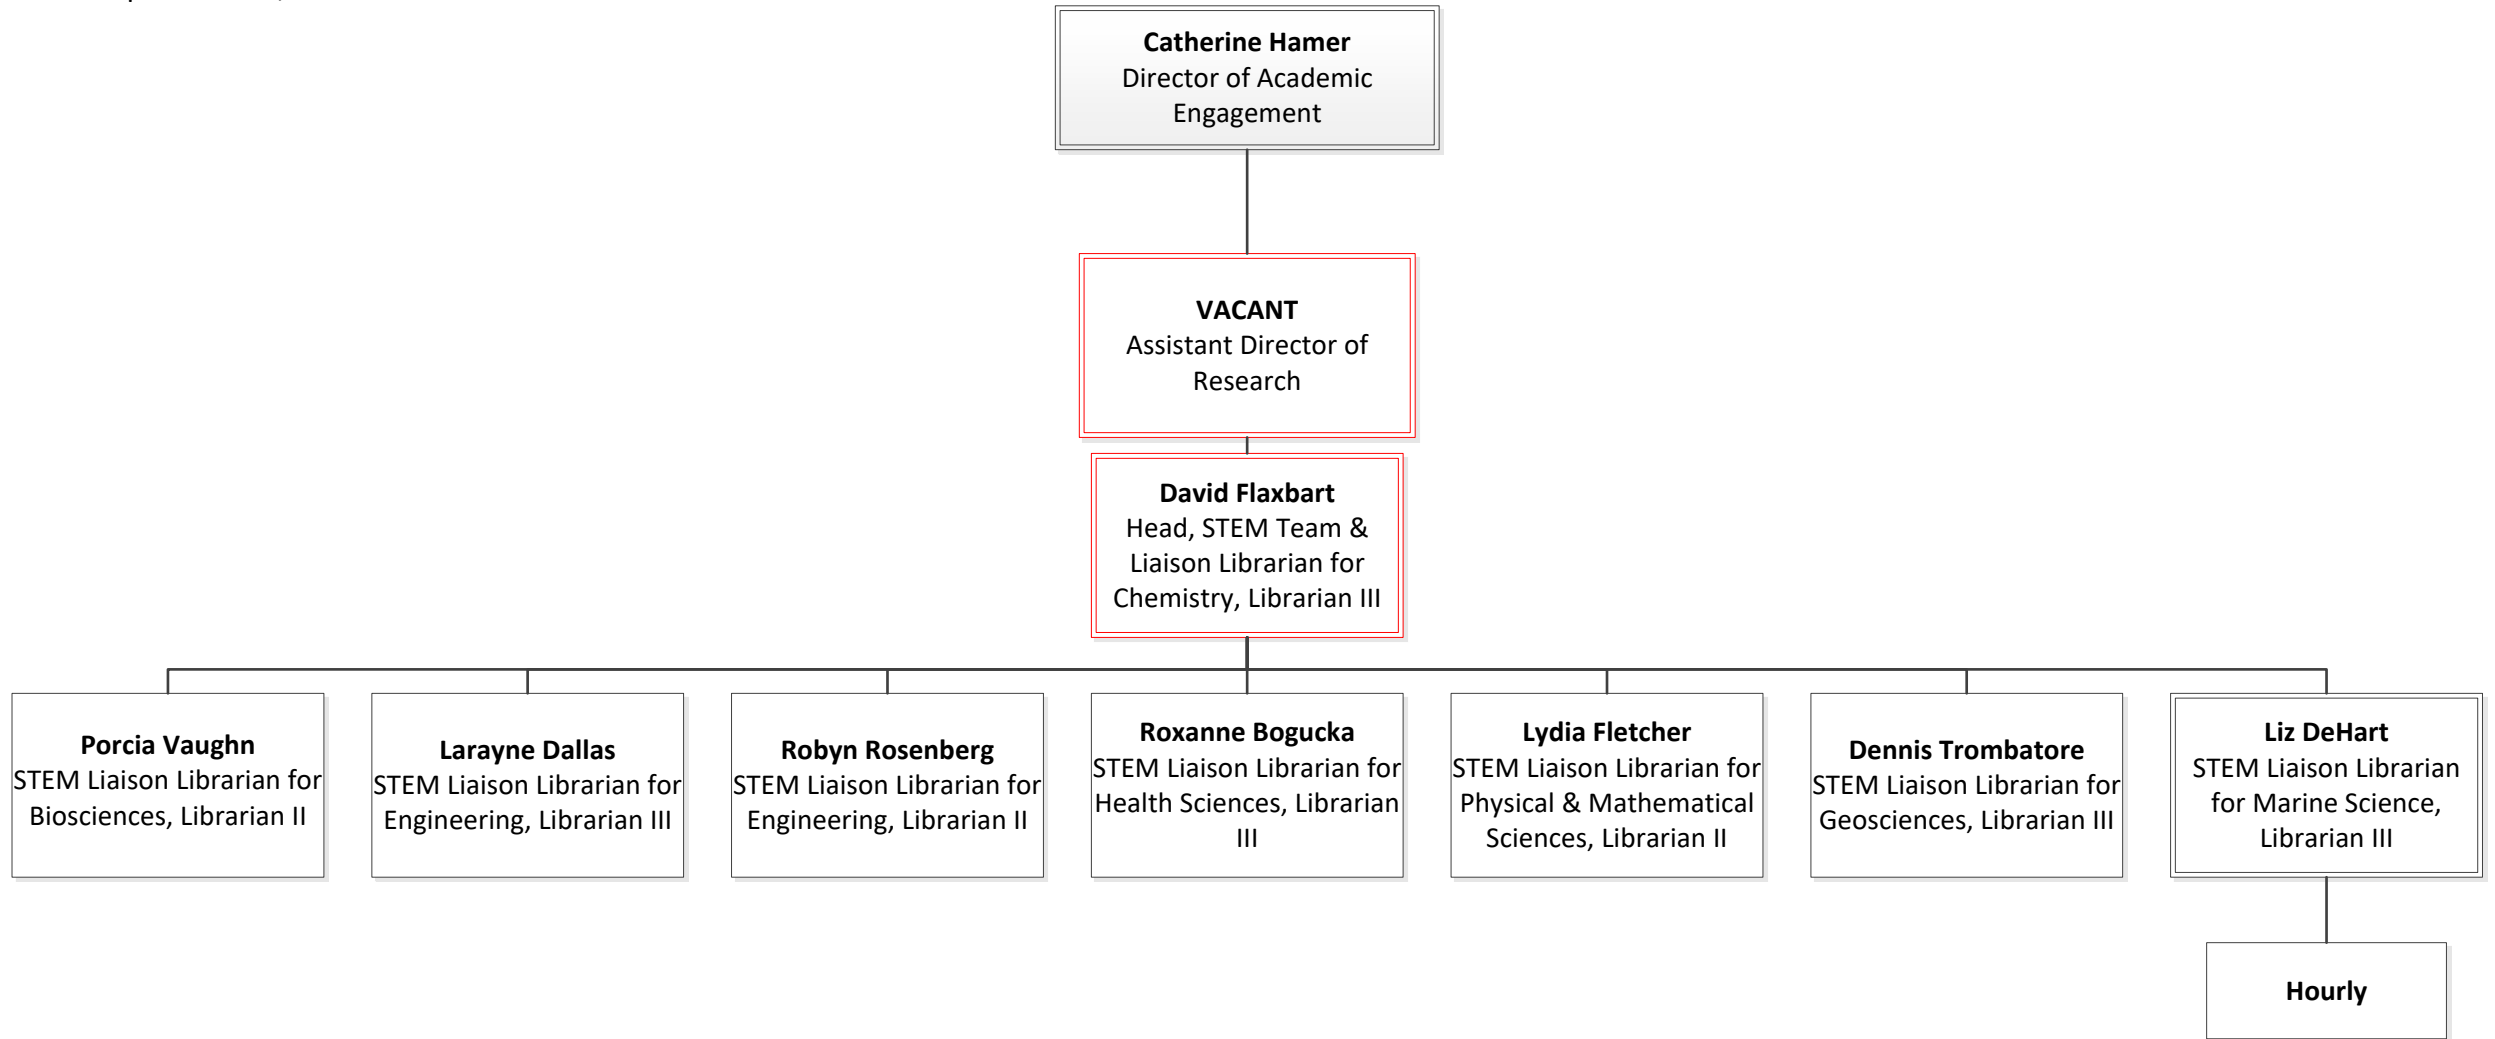 Catherine Hamer
Director of Academic
Engagement
VACANT
Assistant Director of
Research
David Flaxbart
Head, STEM Team &
Liaison Librarian for
Chemistry, Librarian III
Porcia Vaughn
STEM Liaison Librarian for
Biosciences, Librarian II
Larayne Dallas
STEM Liaison Librarian for
Engineering, Librarian III
Robyn Rosenberg
STEM Liaison Librarian for
Engineering, Librarian II
Roxanne Bogucka
STEM Liaison Librarian for
Health Sciences, Librarian
III
Lydia Fletcher
STEM Liaison Librarian for
Physical & Mathematical
Sciences, Librarian II
Dennis Trombatore
STEM Liaison Librarian for
Geosciences, Librarian III
Liz DeHart
STEM Liaison Librarian
for Marine Science,
Librarian III
Hourly